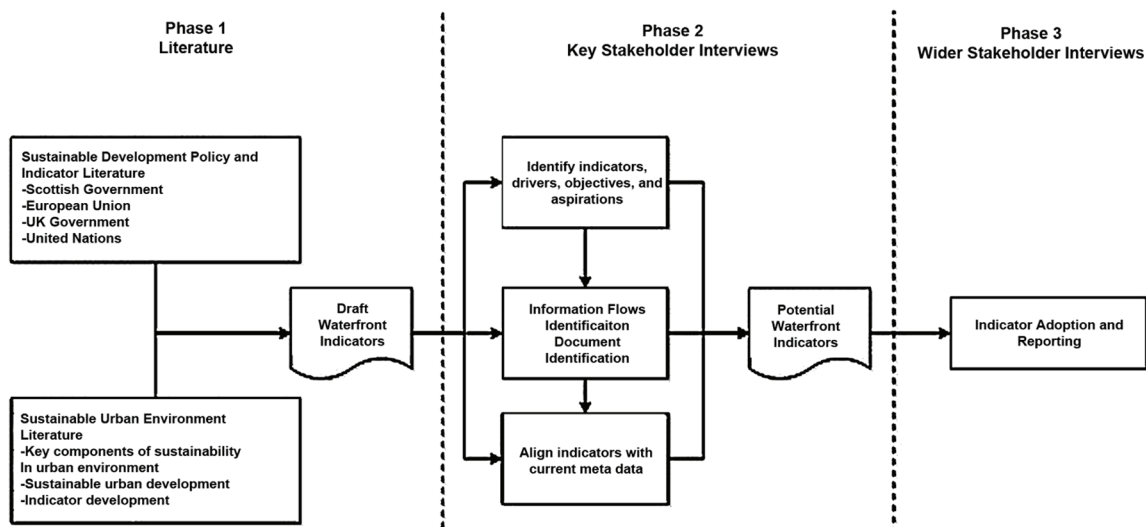 Phase 1
Literature
Phase 2
Key Stakeholder Interviews
Phase 3
Wider Stakeholder Interviews
Sustainable Development Policy and
Indicator Literature
-Scottish Government
-European Union
-UK Government
-United Nations
Identify indicators,
drivers, objectives, and
aspirations
Draft
Waterfront
Indicators
Information Flows
Identificaiton
Document
Identification
Potential
Waterfront
Indicators
Indicator Adoption and
Reporting
Sustainable Urban Environment
Literature
-Key components of sustainability
In urban environment
-Sustainable urban development
-Indicator development
Align indicators with
current meta data